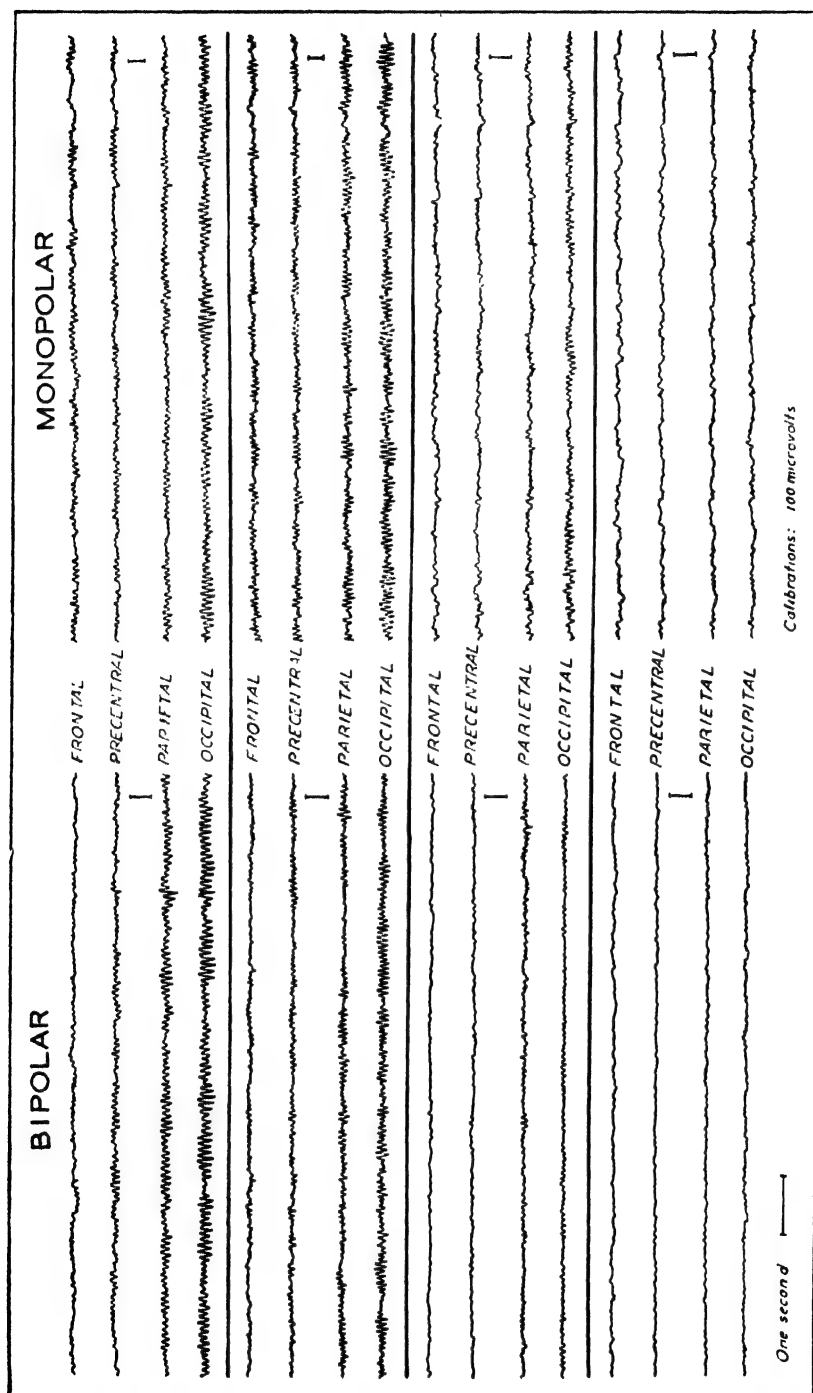 BIPOLAR
MONOPOLAR
FRONTAL
PRECENTRAL
PARIETAL
OCCIPITAL
FRONTAL
PRECENTRAL
PARIETAL
OCCIPITAL
FRONTAL
PRECENTRAL
PARIETAL
OCCIPITAL
FRONTAL
PRECENTRAL
PARIETAL
OCCIPITAL
One second
Calibrations: 100 microvolts